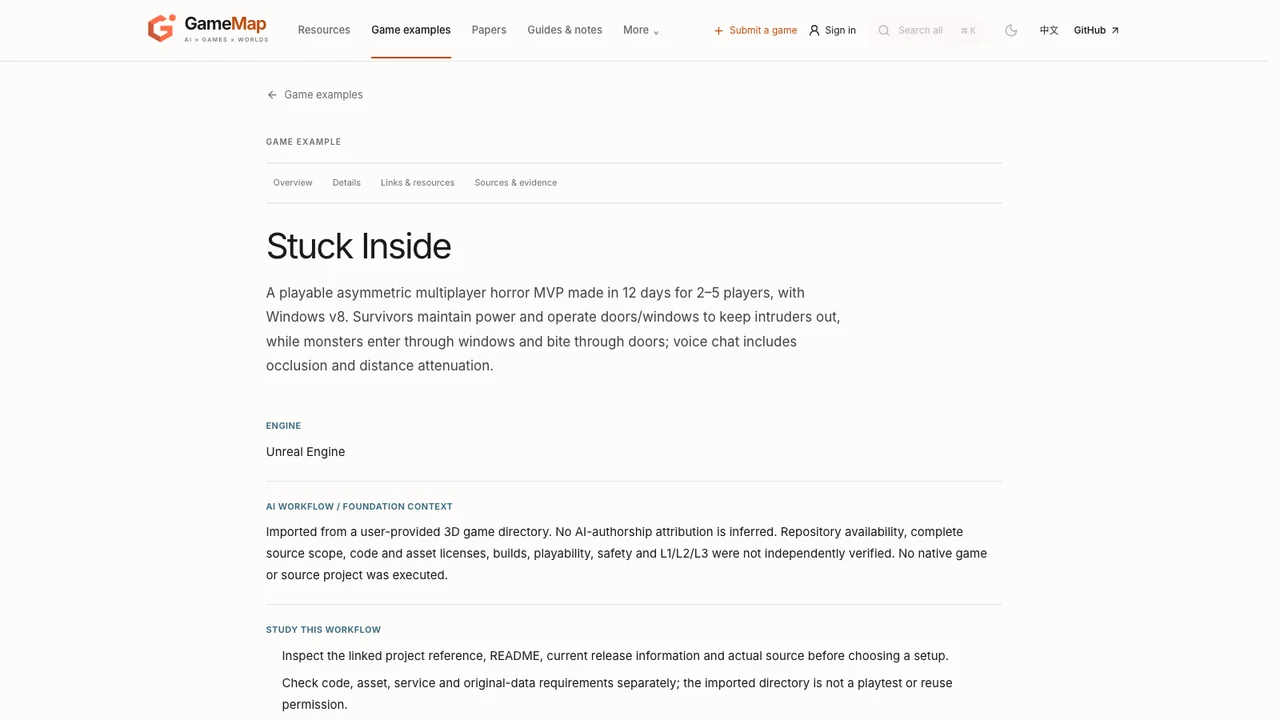 GameMap
AI × GAMES × WORLDS
Resources
Game examples
Papers
Guides & notes
More
Submit a game
Sign in
Search all
⌘ K
中文
GitHub
Game examples
GAME EXAMPLE
Overview
Details
Links & resources
Sources & evidence
Stuck Inside
A playable asymmetric multiplayer horror MVP made in 12 days for 2–5 players, with
Windows v8. Survivors maintain power and operate doors/windows to keep intruders out,
while monsters enter through windows and bite through doors; voice chat includes
occlusion and distance attenuation.
ENGINE
Unreal Engine
AI WORKFLOW / FOUNDATION CONTEXT
Imported from a user-provided 3D game directory. No AI-authorship attribution is inferred. Repository availability, complete
source scope, code and asset licenses, builds, playability, safety and L1/L2/L3 were not independently verified. No native game
or source project was executed.
STUDY THIS WORKFLOW
Inspect the linked project reference, README, current release information and actual source before choosing a setup.
Check code, asset, service and original-data requirements separately; the imported directory is not a playtest or reuse
permission.